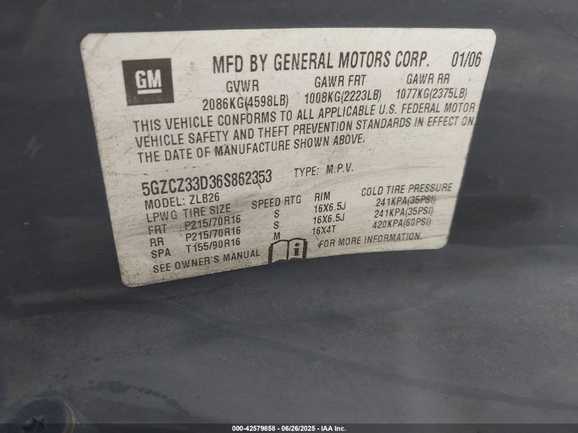 GM
MFD BY GENERAL MOTORS CORP. 01/06
GVWR GAWR FRT GAWR RR
2086KG(4598LB) 1008KG(2223LB) 1077KG(2375LB)
THIS VEHICLE CONFORMS TO ALL APPLICABLE U.S. FEDERAL MOTOR
VEHICLE SAFETY AND THEFT PREVENTION STANDARDS IN EFFECT ON
THE DATE OF MANUFACTURE SHOWN ABOVE.
5GZCZ33D36S862353 TYPE: M.P.V.
MODEL: ZLB26
LPWG TIRE SIZE SPEED RTG RIM COLD TIRE PRESSURE
FRT P215/70R16 S 16X6.5J 241KPA(35PSI)
RR P215/70R16 S 16X6.5J 241KPA(35PSI)
SPA T155/90R16 M 16X4T 420KPA(60PSI)
SEE OWNER'S MANUAL i FOR MORE INFORMATION.
000-42579858 - 06/26/2025 - IAA Inc.